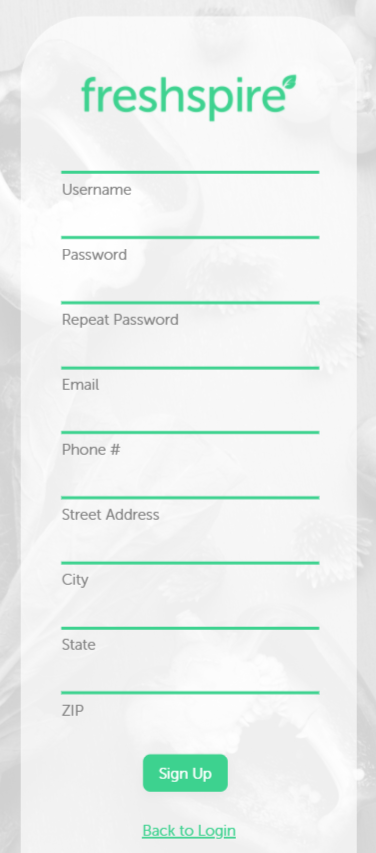 freshspire
Username
Password
Repeat Password
Email
Phone #
Street Address
City
State
ZIP
Sign Up
Back to Login